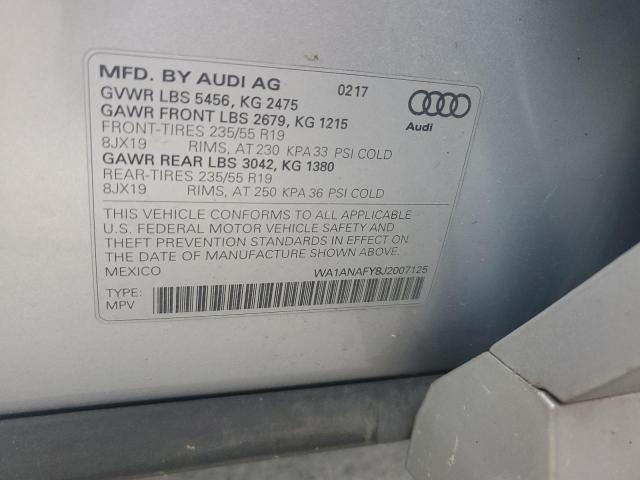 MFD. BY AUDI AG 0217
GVWR LBS 5456, KG 2475
GAWR FRONT LBS 2679, KG 1215
FRONT-TIRES 235/55 R19
8JX19 RIMS, AT 230 KPA 33 PSI COLD
GAWR REAR LBS 3042, KG 1380
REAR-TIRES 235/55 R19
8JX19 RIMS, AT 250 KPA 36 PSI COLD
Audi
THIS VEHICLE CONFORMS TO ALL APPLICABLE
U.S. FEDERAL MOTOR VEHICLE SAFETY AND
THEFT PREVENTION STANDARDS IN EFFECT ON
THE DATE OF MANUFACTURE SHOWN ABOVE.
MEXICO WA1ANAFY8J2007125
TYPE:
MPV